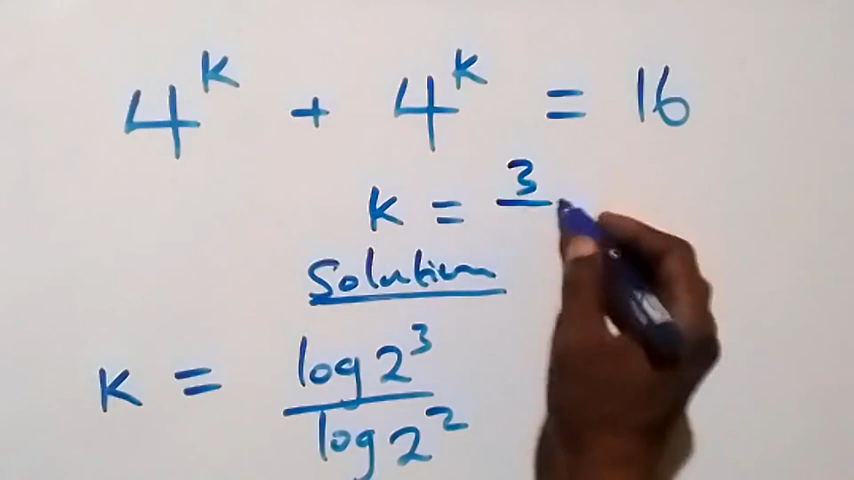 4^k + 4^k = 16
k = 3/
Solution
k = log 2^3 / log 2^2